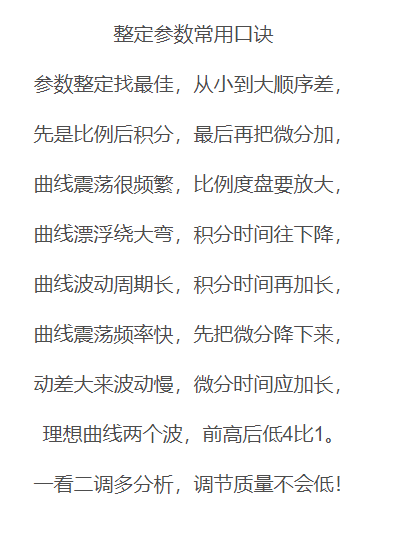 整定参数常用口诀
参数整定找最佳，从小到大顺序差，
先是比例后积分，最后再把微分加，
曲线震荡很频繁，比例度盘要放大，
曲线漂浮绕大弯，积分时间往下降，
曲线波动周期长，积分时间再加长，
曲线震荡频率快，先把微分降下来，
动差大来波动慢，微分时间应加长，
理想曲线两个波，前高后低4比1。
一看二调多分析，调节质量不会低！